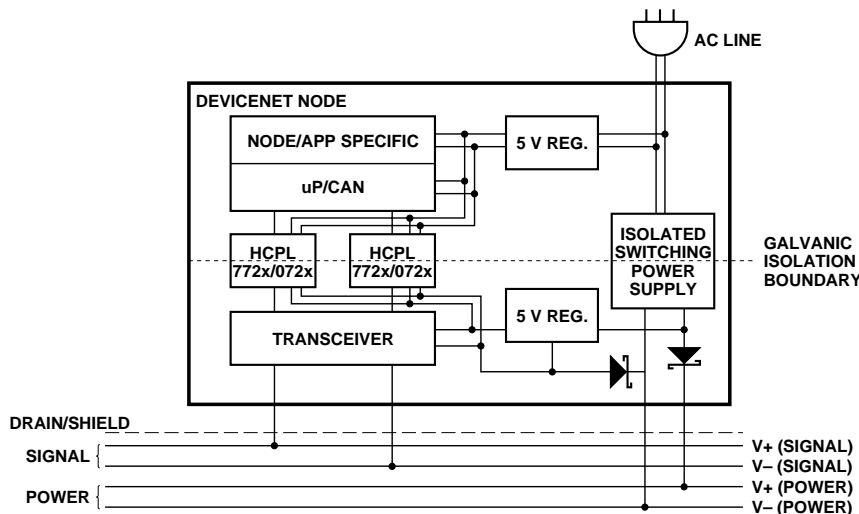 AC LINE
DEVICENET NODE
NODE/APP SPECIFIC
5 V REG.
uP/CAN
HCPL
772x/072x
HCPL
772x/072x
ISOLATED
SWITCHING
POWER
SUPPLY
GALVANIC
ISOLATION
BOUNDARY
5 V REG.
TRANSCEIVER
DRAIN/SHIELD
SIGNAL
V+ (SIGNAL)
V– (SIGNAL)
POWER
V+ (POWER)
V– (POWER)